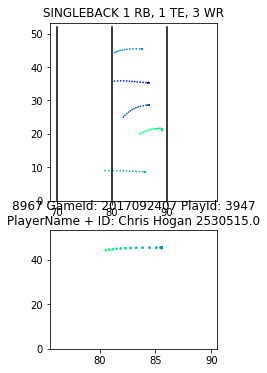 SINGLEBACK 1 RB, 1 TE, 3 WR
50
40
30
20
10
0
70 80 90
8967 GameId: 2017092407 PlayId: 3947
PlayerName + ID: Chris Hogan 2530515.0
40
20
0
80 85 90